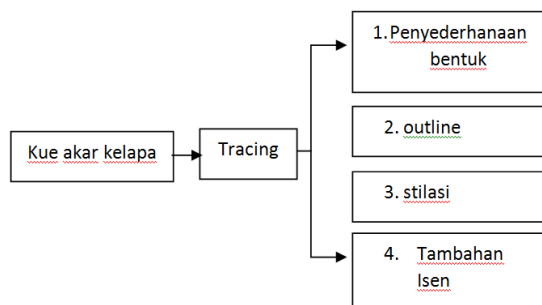 Kue akar kelapa
Tracing
1.Penyederhanaan
bentuk
2. outline
3. stilasi
4. Tambahan
Isen